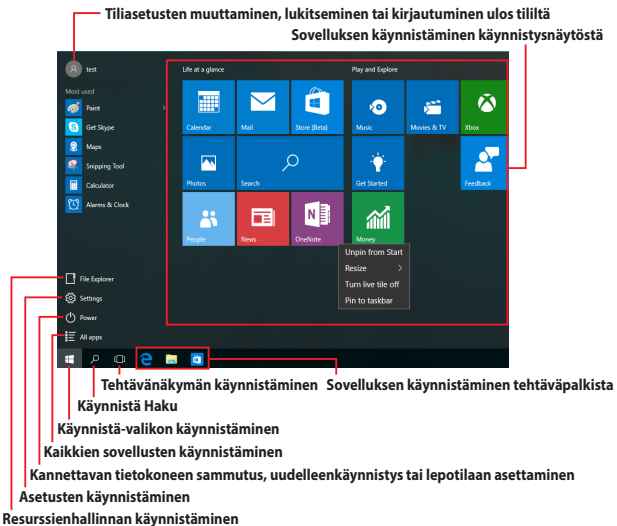 Tiliasetusten muuttaminen, lukitseminen tai kirjautuminen ulos tililtä
Sovelluksen käynnistäminen käynnistysnäytöstä
test
Life at a glance
Play and Explore
Most used
Paint
Get Skype
Maps
Snipping Tool
Calculator
Alarms & Clock
Calendar
Mail
Store (Beta)
Music
Movies & TV
Xbox
Photos
Search
Get Started
Feedback
People
News
OneNote
Money
Unpin from Start
Resize
Turn live tile off
Pin to taskbar
File Explorer
Settings
Power
All apps
Tehtävänäkymän käynnistäminen
Sovelluksen käynnistäminen tehtäväpalkista
Käynnistä Haku
Käynnistä-valikon käynnistäminen
Kaikkien sovellusten käynnistäminen
Kannettavan tietokoneen sammutus, uudelleenkäynnistys tai lepotilaan asettaminen
Asetusten käynnistäminen
Resurssienhallinnan käynnistäminen